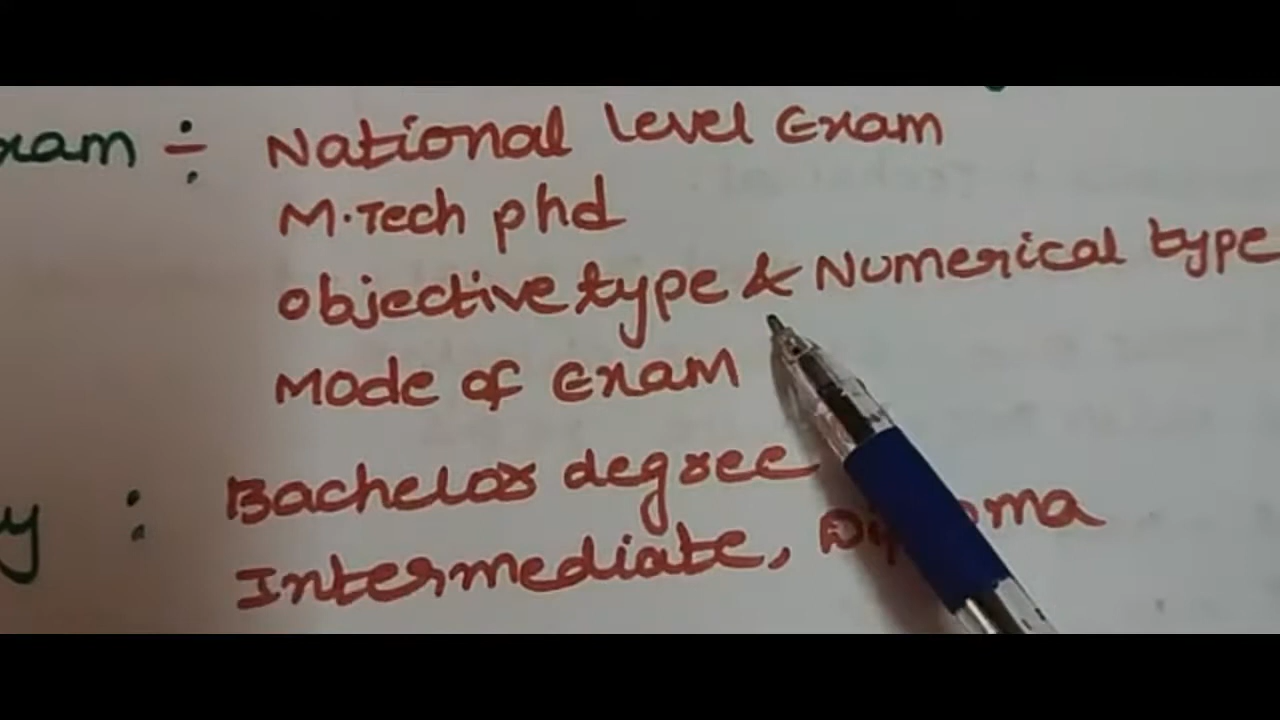 xam ÷ National level Exam
M.Tech phd
Objective type & Numerical type
Mode of Exam
y : Bachelor degree
Intermediate,